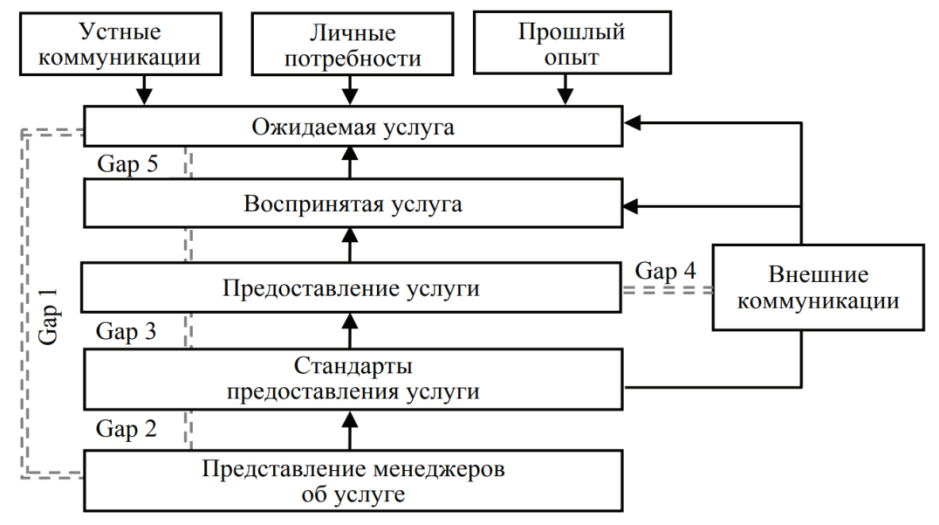 Устные
коммуникации
Личные
потребности
Прошлый
опыт
Ожидаемая услуга
Gap 5
Воспринятая услуга
Gap 4
Предоставление услуги
Внешние
коммуникации
Gap 1
Gap 3
Стандарты
предоставления услуги
Gap 2
Представление менеджеров
об услуге